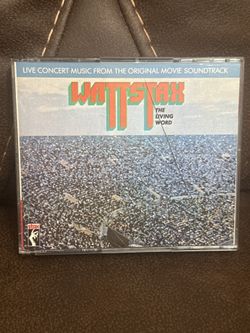 LIVE CONCERT MUSIC FROM THE ORIGINAL MOVIE SOUNDTRACK
WATTSTAX
THE
LIVING
WORD